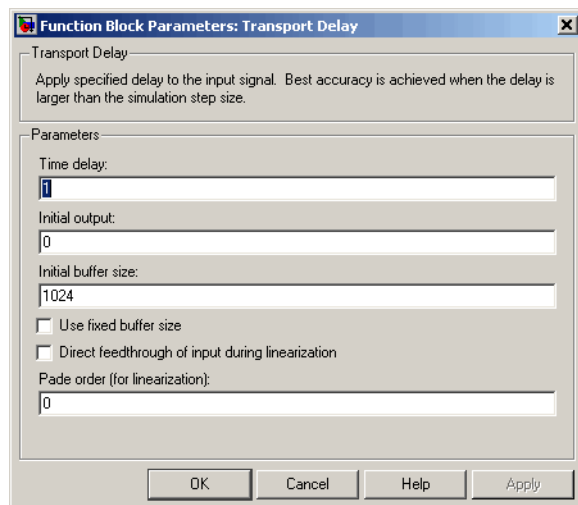 Function Block Parameters: Transport Delay
Transport Delay
Apply specified delay to the input signal.  Best accuracy is achieved when the delay is
larger than the simulation step size.
Parameters
Time delay:
1
Initial output:
0
Initial buffer size:
1024
Use fixed buffer size
Direct feedthrough of input during linearization
Pade order (for linearization):
0
OK Cancel Help Apply